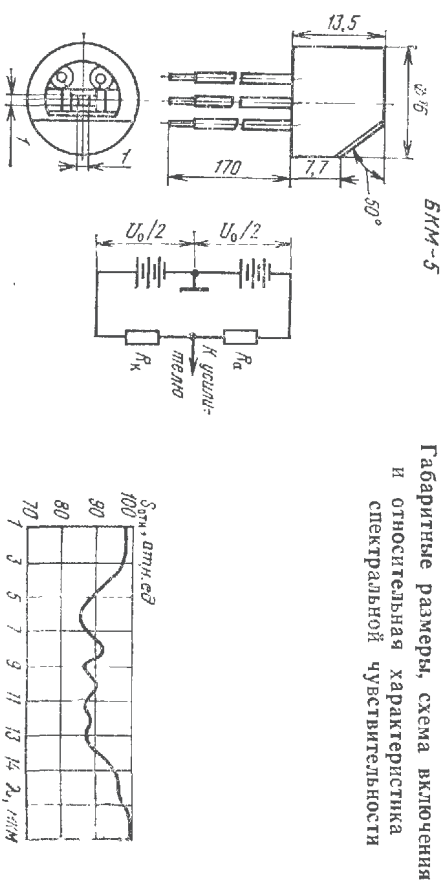 БКМ-5
Габаритные размеры, схема включения
и относительная характеристика
спектральной чувствительности
13,5
⌀16
170
7,7
50°
1
1
U₀/2
U₀/2
Rк
Rа
К усили-
телю
Sотн, отн.ед
100
90
80
70
1
3
5
7
9
11
13
14
λ, мкм